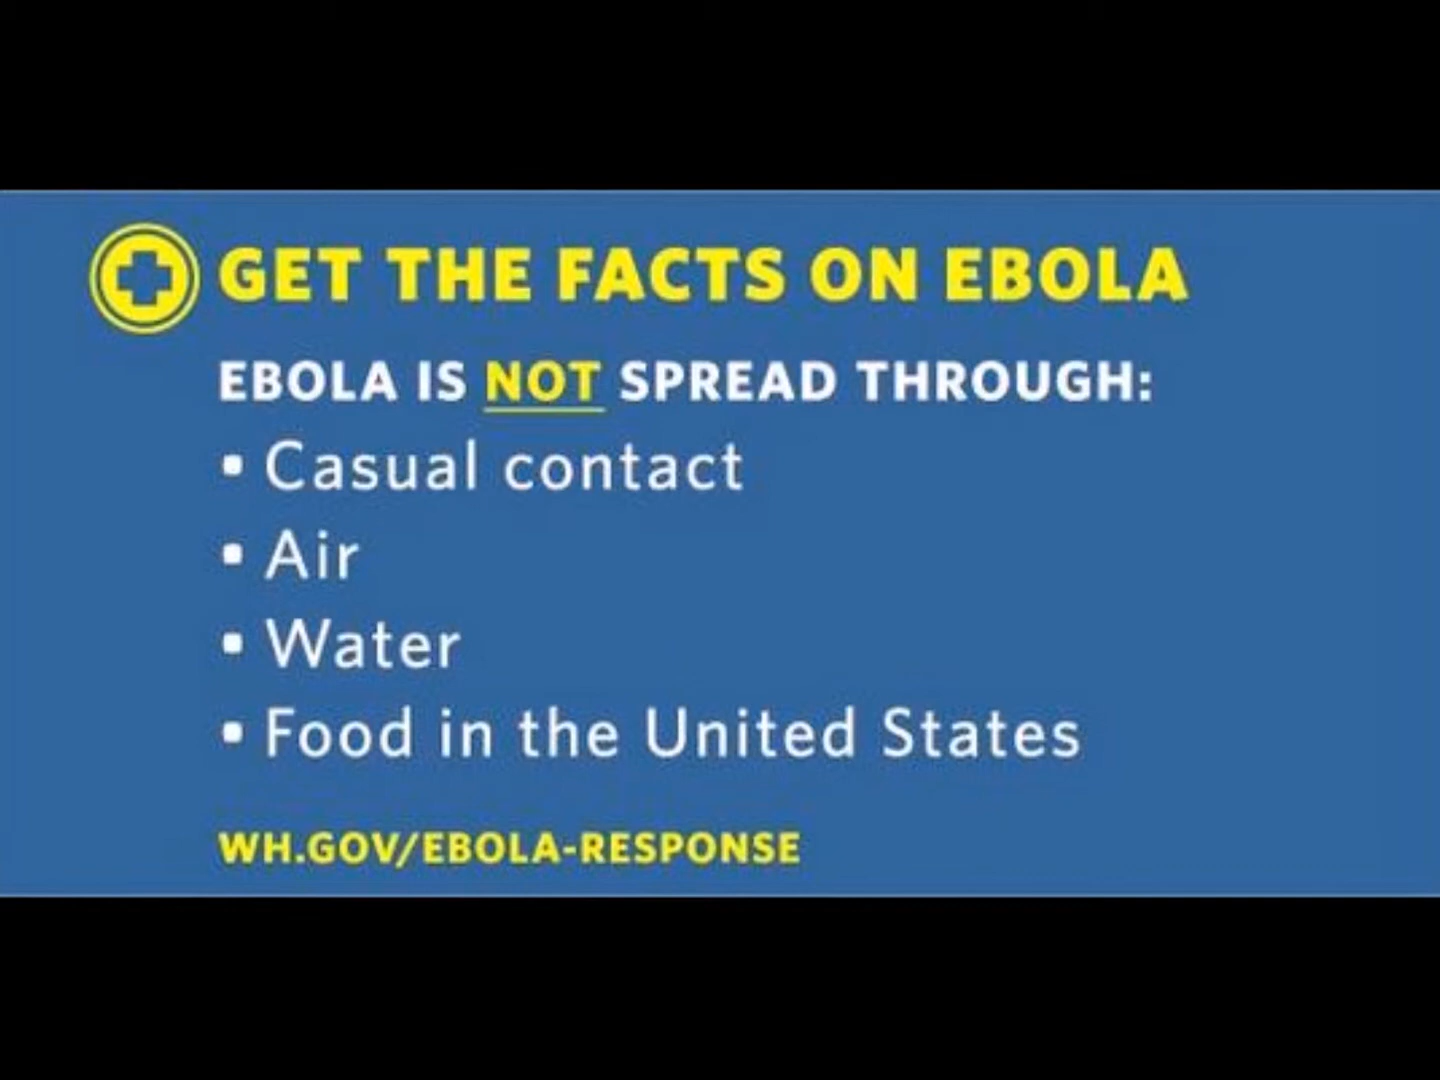 GET THE FACTS ON EBOLA
EBOLA IS NOT SPREAD THROUGH:
▪ Casual contact
▪ Air
▪ Water
▪ Food in the United States
WH.GOV/EBOLA-RESPONSE